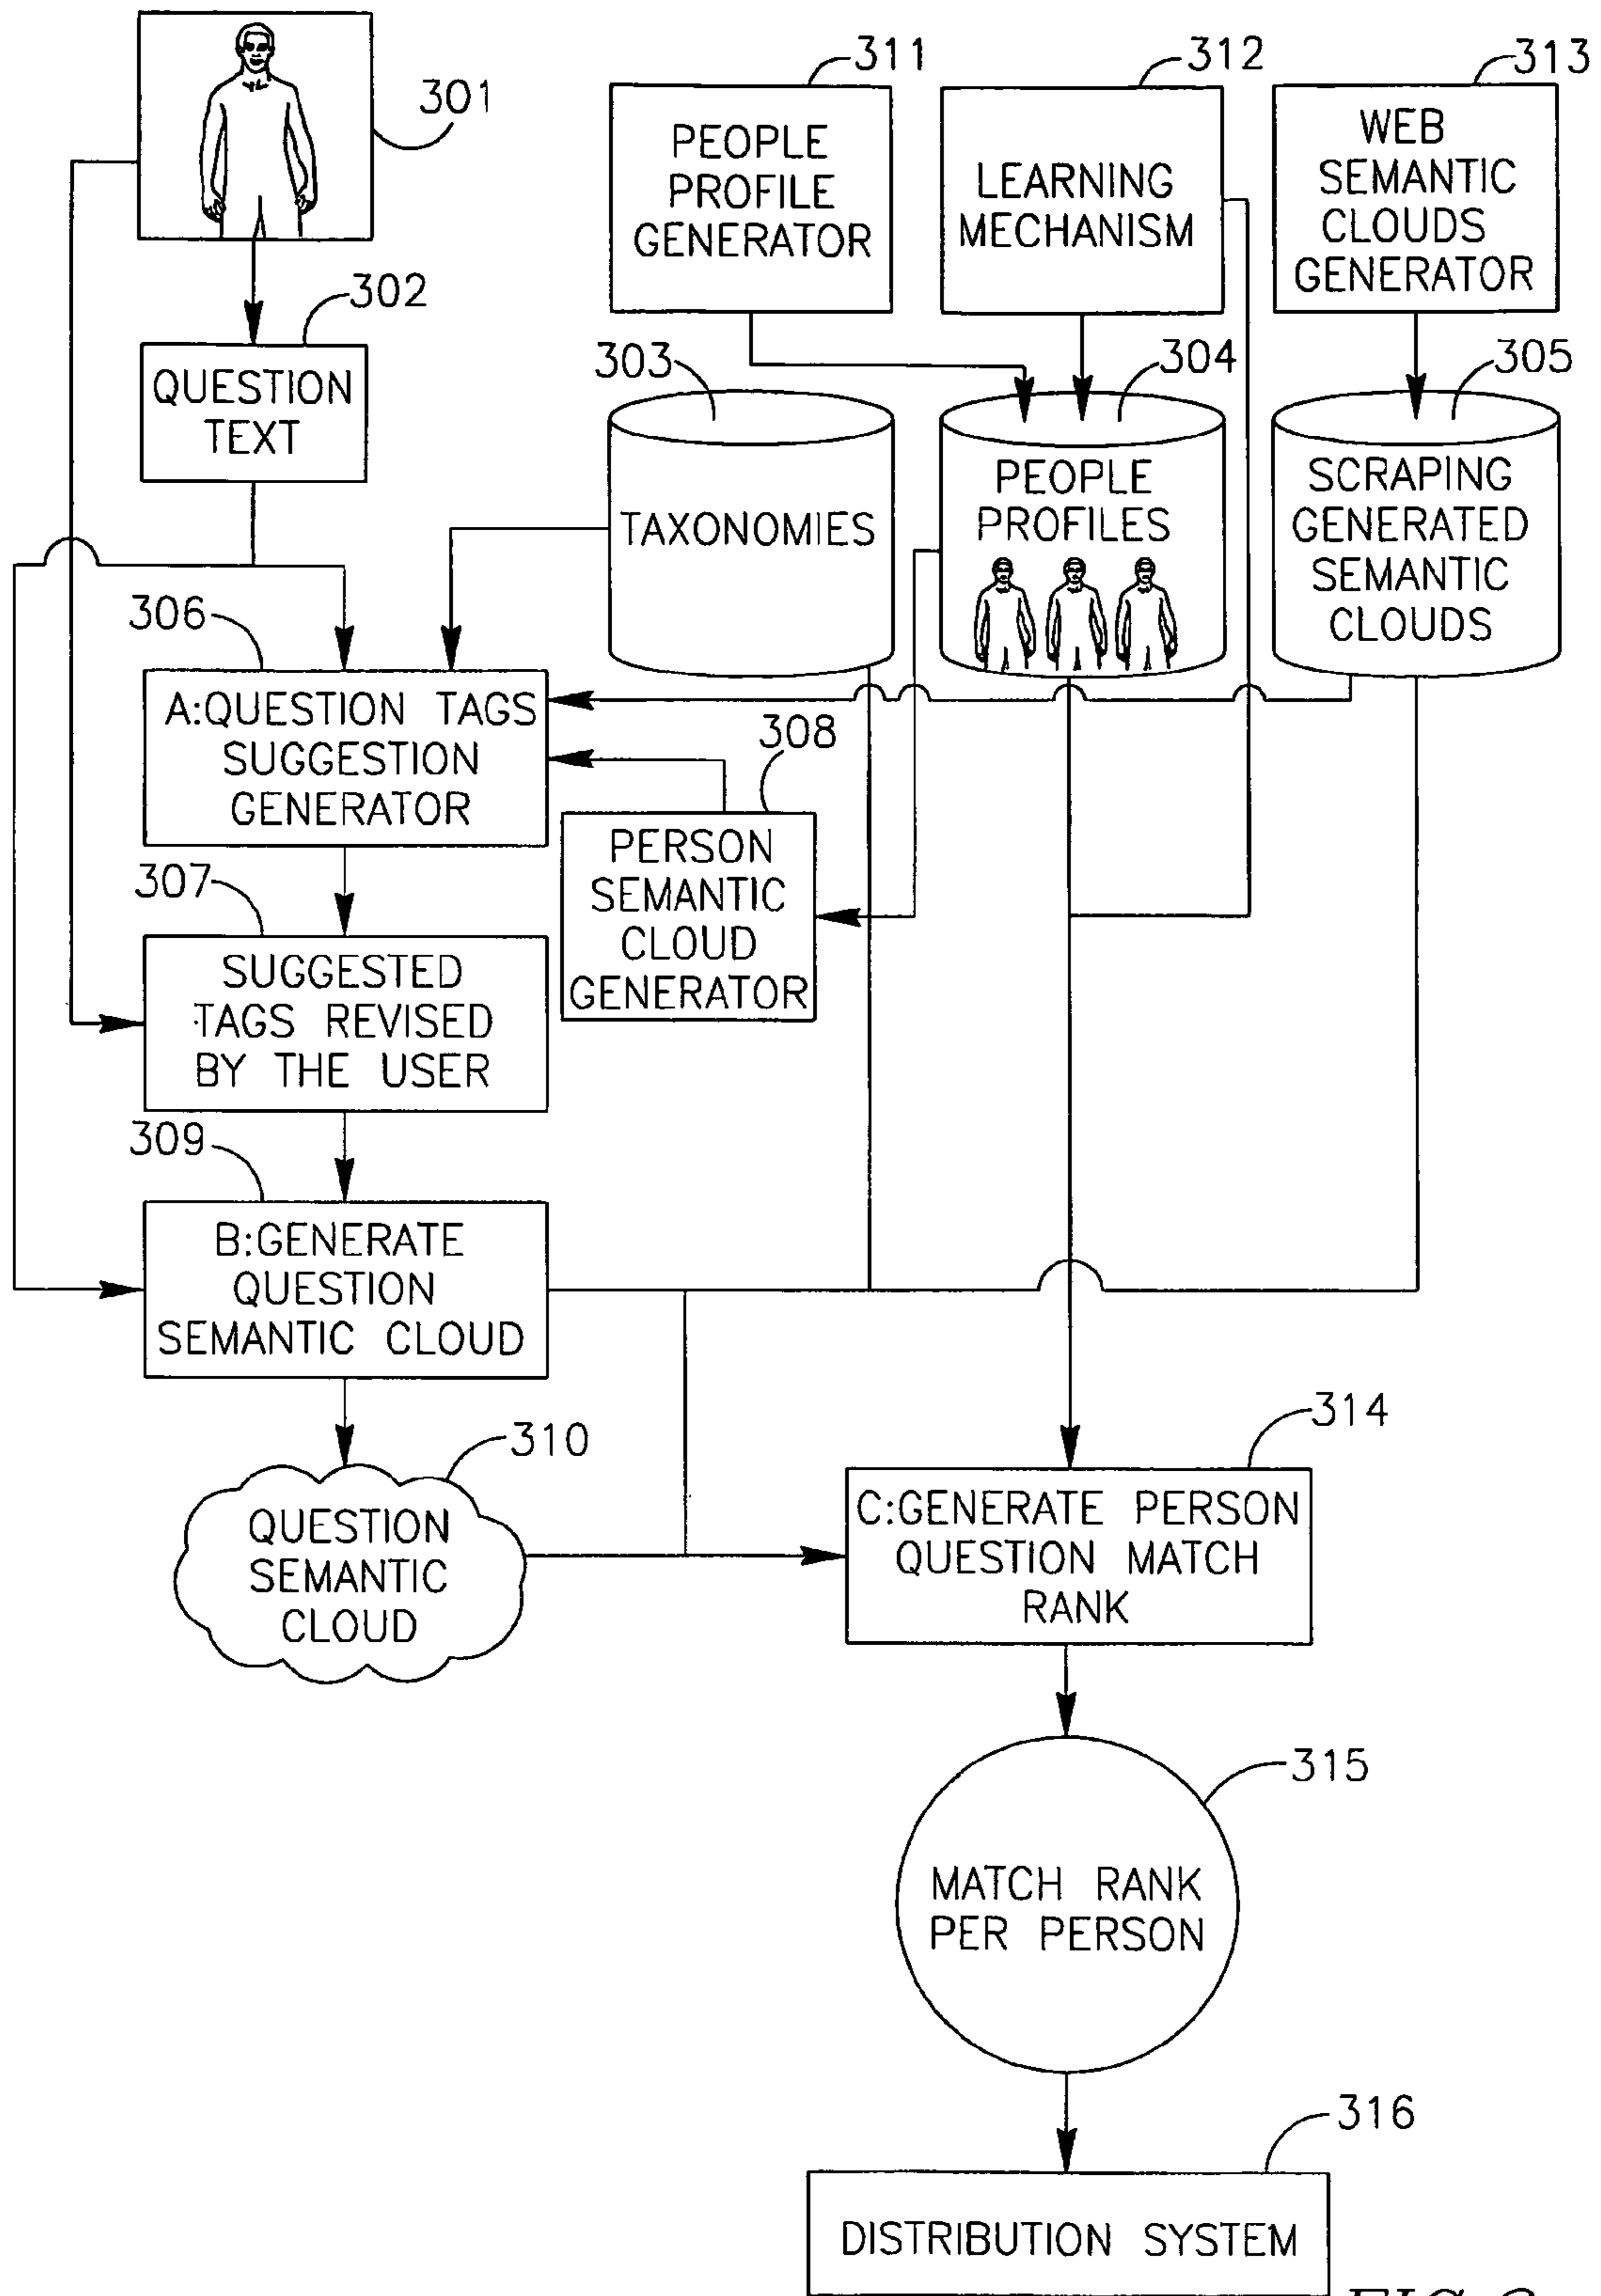 301
302
QUESTION
TEXT
311
PEOPLE
PROFILE
GENERATOR
312
LEARNING
MECHANISM
313
WEB
SEMANTIC
CLOUDS
GENERATOR
303
TAXONOMIES
304
PEOPLE
PROFILES
305
SCRAPING
GENERATED
SEMANTIC
CLOUDS
306
A:QUESTION TAGS
SUGGESTION
GENERATOR
308
PERSON
SEMANTIC
CLOUD
GENERATOR
307
SUGGESTED
TAGS REVISED
BY THE USER
309
B:GENERATE
QUESTION
SEMANTIC CLOUD
310
QUESTION
SEMANTIC
CLOUD
314
C:GENERATE PERSON
QUESTION MATCH
RANK
315
MATCH RANK
PER PERSON
316
DISTRIBUTION SYSTEM